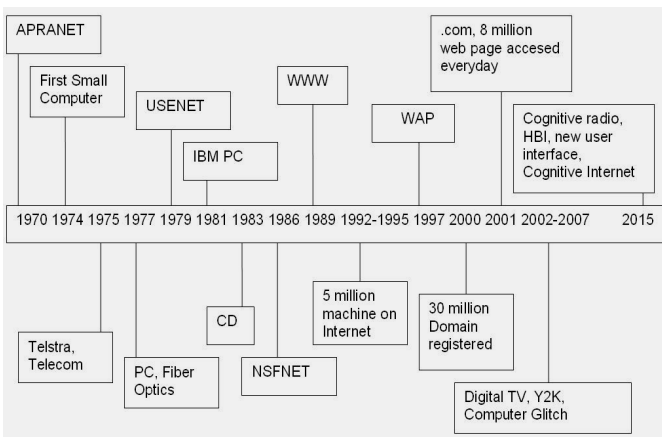 APRANET
First Small
Computer
USENET
IBM PC
WWW
WAP
.com, 8 million
web page accesed
everyday
Cognitive radio,
HBI, new user
interface,
Cognitive Internet
1970 1974 1975 1977 1979 1981 1983 1986 1989 1992-1995 1997 2000 2001 2002-2007 2015
Telstra,
Telecom
PC, Fiber
Optics
CD
NSFNET
5 million
machine on
Internet
30 million
Domain
registered
Digital TV, Y2K,
Computer Glitch